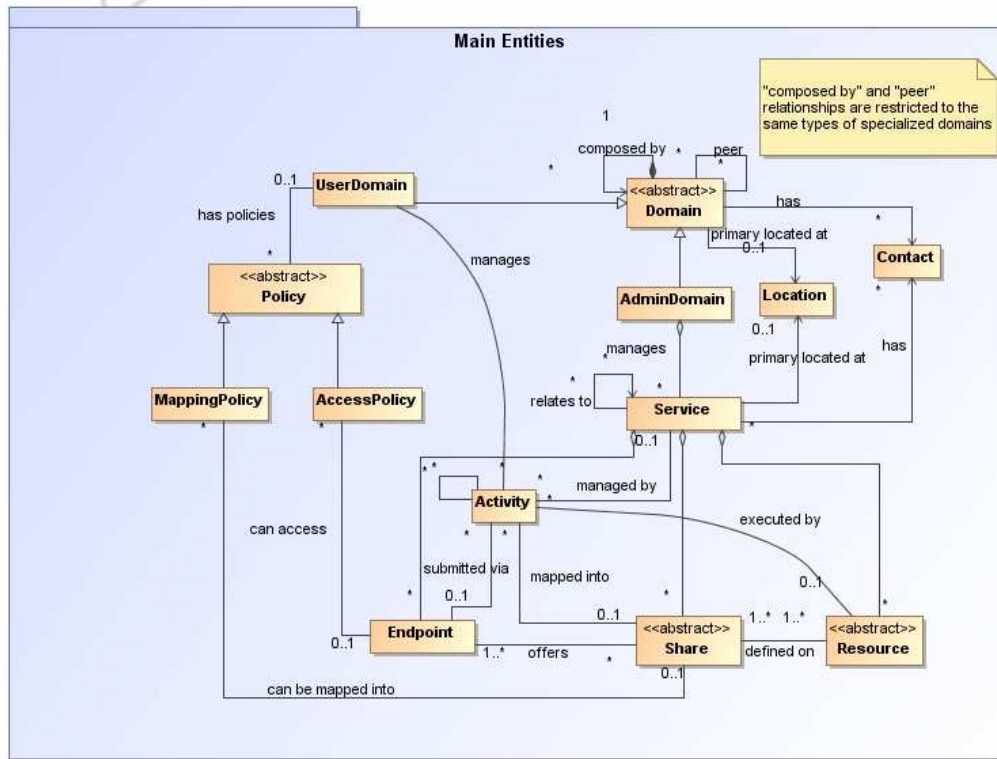 Main Entities
"composed by" and "peer"
relationships are restricted to the
same types of specialized domains
1
composed by
*
peer
*
*
0..1
UserDomain
<<abstract>>
Domain
has
has policies
primary located at
*
0..1
Contact
*
manages
*
<<abstract>>
Policy
AdminDomain
Location
0..1
manages
primary located at
has
*
*
*
MappingPolicy
AccessPolicy
relates to
Service
*
*
*
0..1
*
*
*
*
managed by
*
Activity
executed by
can access
*
*
submitted via
mapped into
0..1
0..1
*
*
*
0..1
1..*
1..*
Endpoint
<<abstract>>
Share
<<abstract>>
Resource
0..1
1..*
offers
*
defined on
0..1
can be mapped into